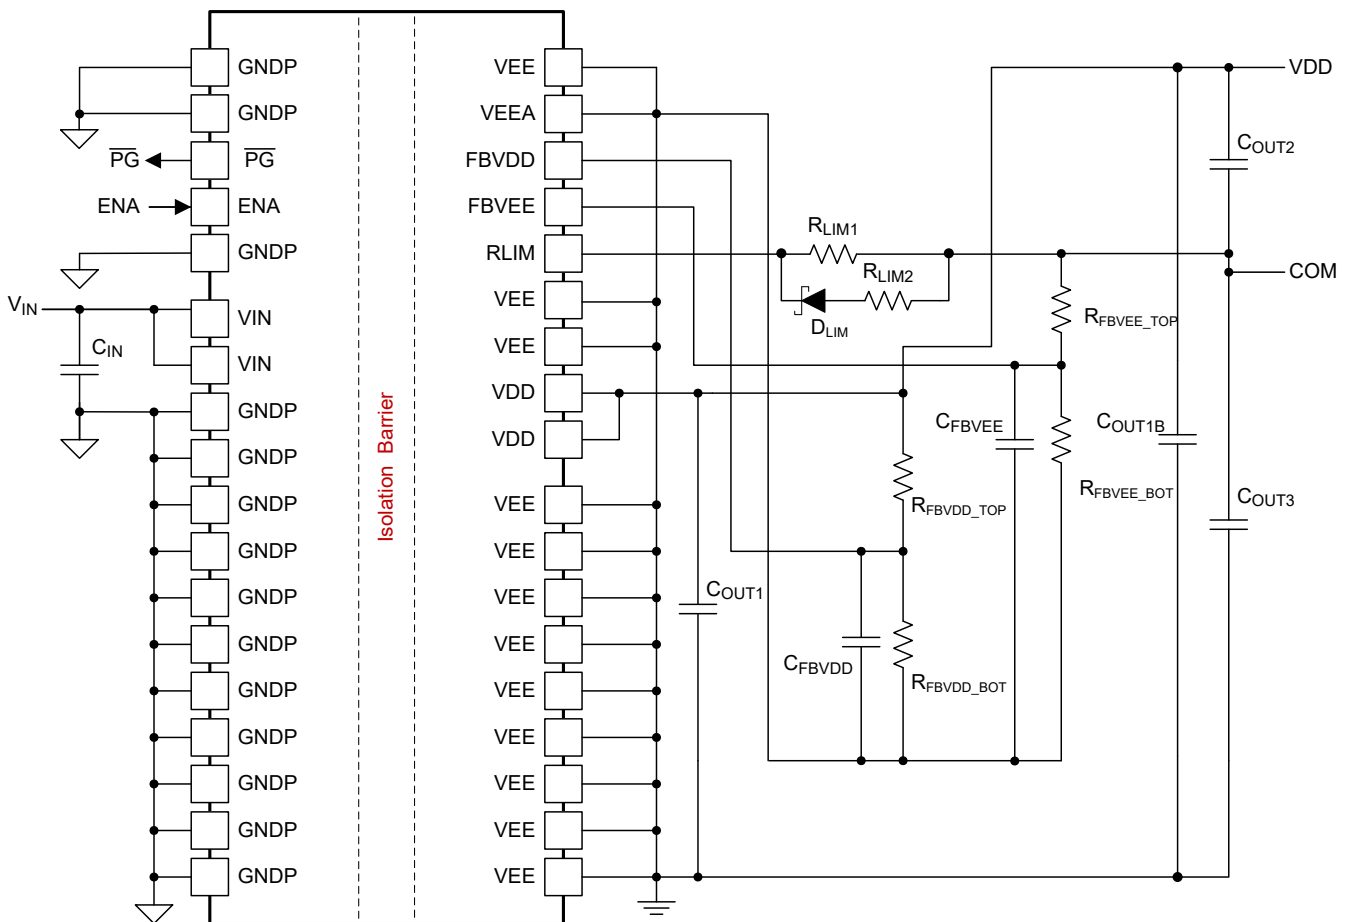 GNDP
VEE
VDD
GNDP
VEEA
COUT2
PG
PG
FBVDD
ENA
ENA
FBVEE
RLIM1
GNDP
RLIM
RLIM2
COM
VIN
VIN
VEE
DLIM
RFBVEE_TOP
CIN
VIN
VEE
GNDP
VDD
Isolation Barrier
CFBVEE
COUT1B
GNDP
VDD
RFBVEE_BOT
COUT3
GNDP
VEE
RFBVDD_TOP
GNDP
VEE
GNDP
VEE
COUT1
GNDP
VEE
CFBVDD
RFBVDD_BOT
GNDP
VEE
GNDP
VEE
GNDP
VEE
GNDP
VEE
GNDP
VEE